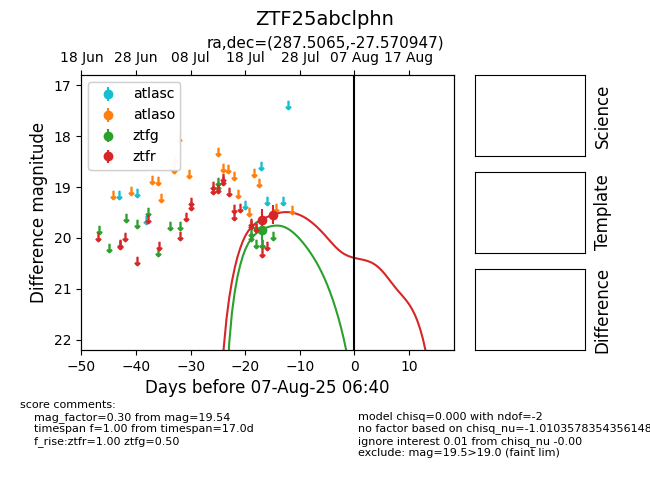 ZTF25abclphn
ra,dec=(287.5065,-27.570947)
18 Jun 28 Jun 08 Jul 18 Jul 28 Jul 07 Aug 17 Aug
17
18
19
20
21
22
Difference magnitude
atlasc
atlaso
ztfg
ztfr
−50 −40 −30 −20 −10 0 10
Days before 07-Aug-25 06:40
Science
Template
Difference
score comments:
mag_factor=0.30 from mag=19.54
timespan f=1.00 from timespan=17.0d
f_rise:ztfr=1.00 ztfg=0.50
model chisq=0.000 with ndof=-2
no factor based on chisq_nu=-1.0103578354356148
ignore interest 0.01 from chisq_nu -0.00
exclude: mag=19.5>19.0 (faint lim)